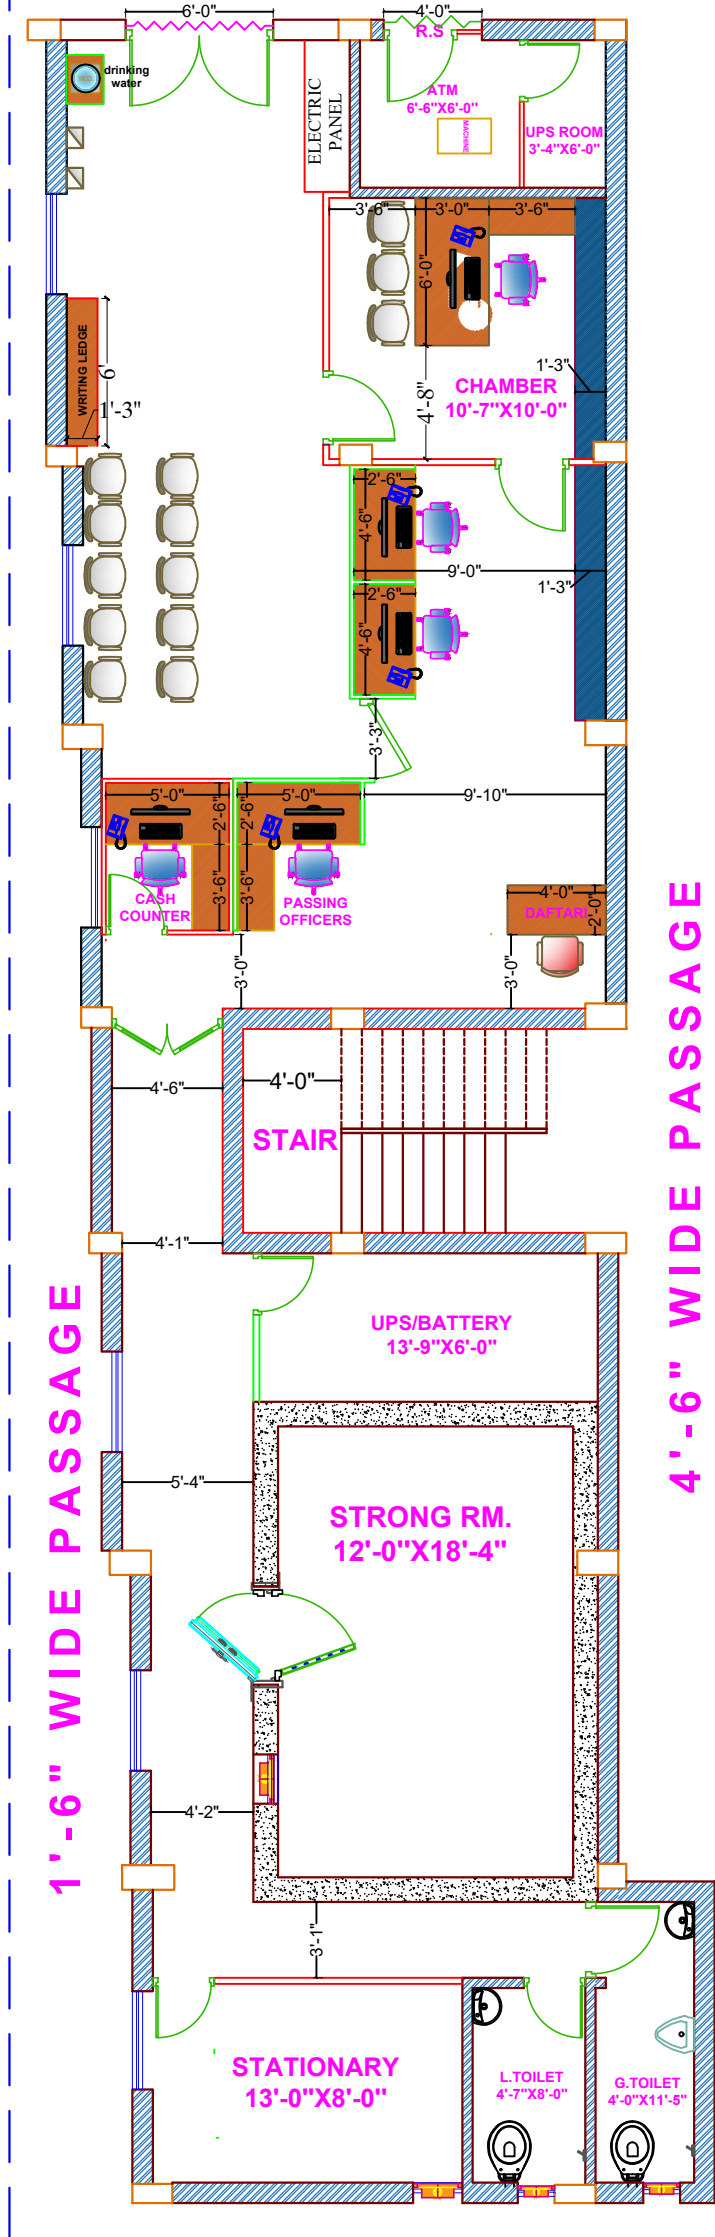 6'-0"
4'-0"
R.S
drinking
water
W.D.
ELECTRIC
PANEL
ATM
6'-6"X6'-0"
MACHINE
UPS ROOM
3'-4"X6'-0"
3'-6"
3'-0"
3'-6"
6'-0"
WRITING LEDGE
6'
1'-3"
4'-8"
1'-3"
CHAMBER
10'-7"X10'-0"
2'-6"
4'-6"
9'-0"
1'-3"
2'-6"
4'-6"
3'-3"
5'-0"
2'-6"
2'-6"
5'-0"
9'-10"
3'-6"
3'-6"
CASH
COUNTER
PASSING
OFFICERS
4'-0"
DAFTARI
2'-0"
3'-0"
3'-0"
4'-6"
4'-0"
STAIR
4'-1"
UPS/BATTERY
13'-9"X6'-0"
4'-6" WIDE PASSAGE
1'-6" WIDE PASSAGE
5'-4"
STRONG RM.
12'-0"X18'-4"
4'-2"
3'-1"
STATIONARY
13'-0"X8'-0"
L.TOILET
4'-7"X8'-0"
G.TOILET
4'-0"X11'-5"